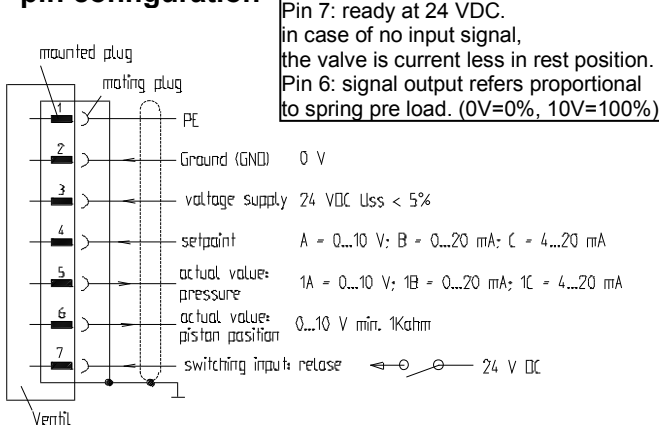 pin configuration
Pin 7: ready at 24 VDC.
in case of no input signal,
the valve is current less in rest position.
Pin 6: signal output refers proportional
to spring pre load. (0V=0%, 10V=100%)
mounted plug
mating plug
1
PE
2
Ground (GND) 0 V
3
voltage supply 24 VDC Uss < 5%
4
setpoint A = 0...10 V; B = 0...20 mA; C = 4...20 mA
5
actual value:
pressure
1A = 0...10 V; 1B = 0...20 mA; 1C = 4...20 mA
6
actual value:
piston position
0...10 V min. 1Kohm
7
switching input: relase 24 V DC
Ventil